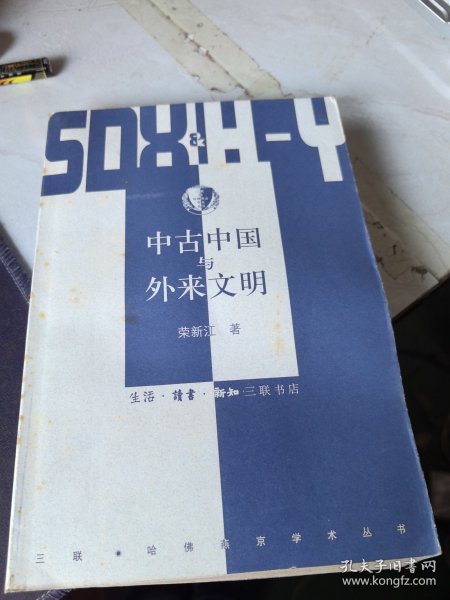 SDX&H-Y
中古中国
与
外来文明
荣新江 著
生活·讀書·新知三联书店
三联·哈佛燕京学术丛书
孔夫子旧书网
www.kongfz.com